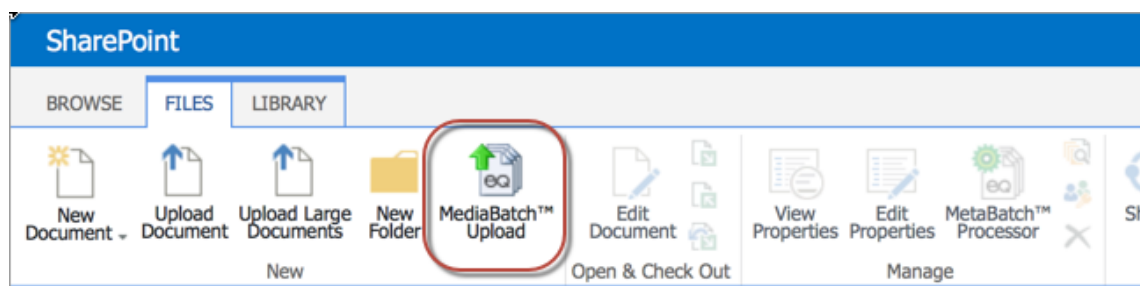 SharePoint
BROWSE FILES LIBRARY
New Upload Upload Large New MediaBatch™ Edit View Edit MetaBatch™
Document Document Documents Folder Upload Document Properties Properties Processor
New Open & Check Out Manage